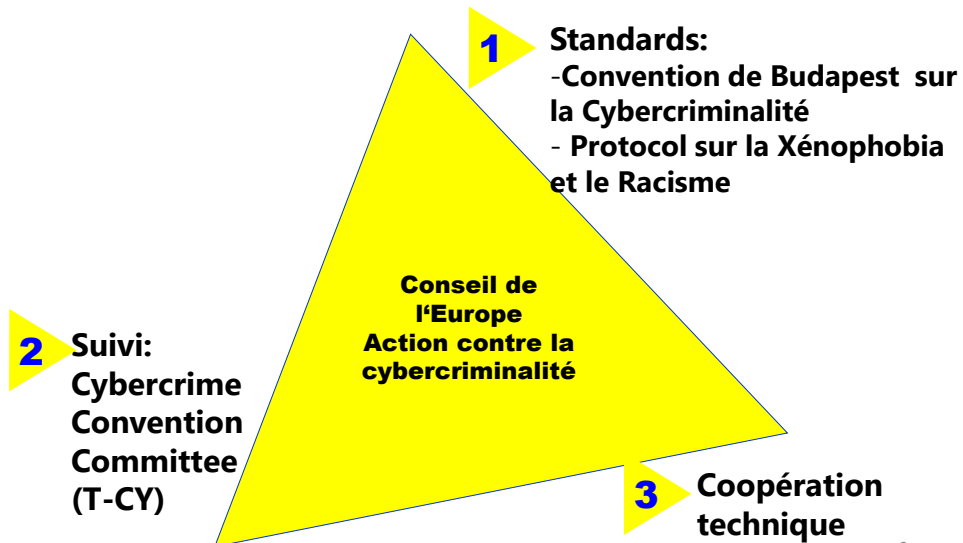 1
Standards:
-Convention de Budapest sur
la Cybercriminalité
- Protocol sur la Xénophobia
et le Racisme
Conseil de
l‘Europe
Action contre la
cybercriminalité
2
Suivi:
Cybercrime
Convention
Committee
(T-CY)
3
Coopération
technique